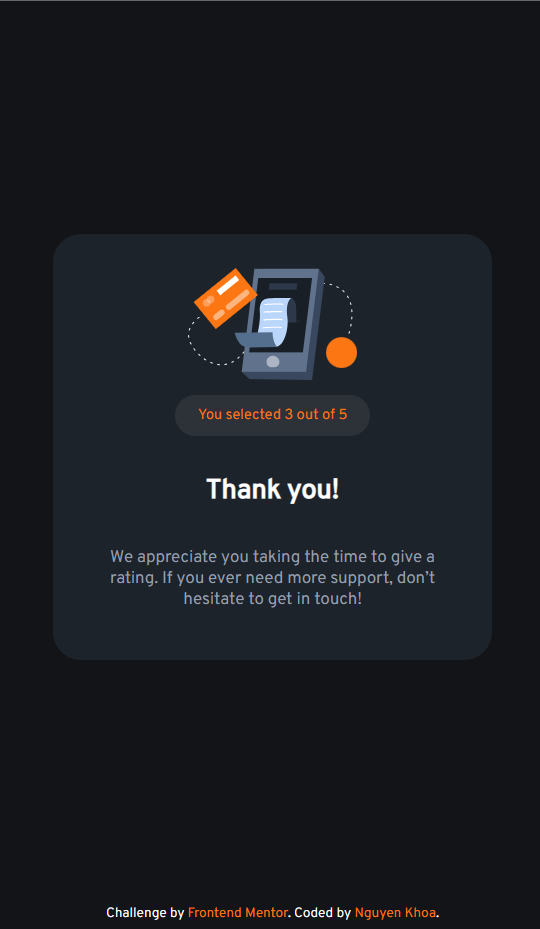 You selected 3 out of 5
Thank you!
We appreciate you taking the time to give a
rating. If you ever need more support, don’t
hesitate to get in touch!
Challenge by Frontend Mentor. Coded by Nguyen Khoa.